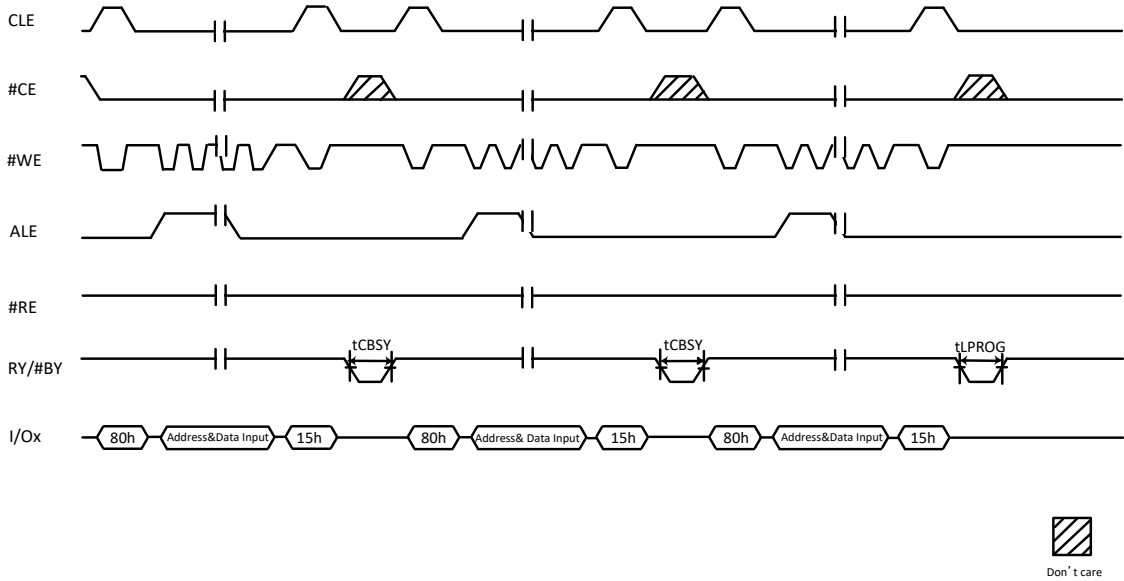 CLE
#CE
#WE
ALE
#RE
RY/#BY tCBSY tCBSY tLPROG
I/Ox 80h Address&Data Input 15h 80h Address& Data Input 15h 80h Address&Data Input 15h
Don’t care